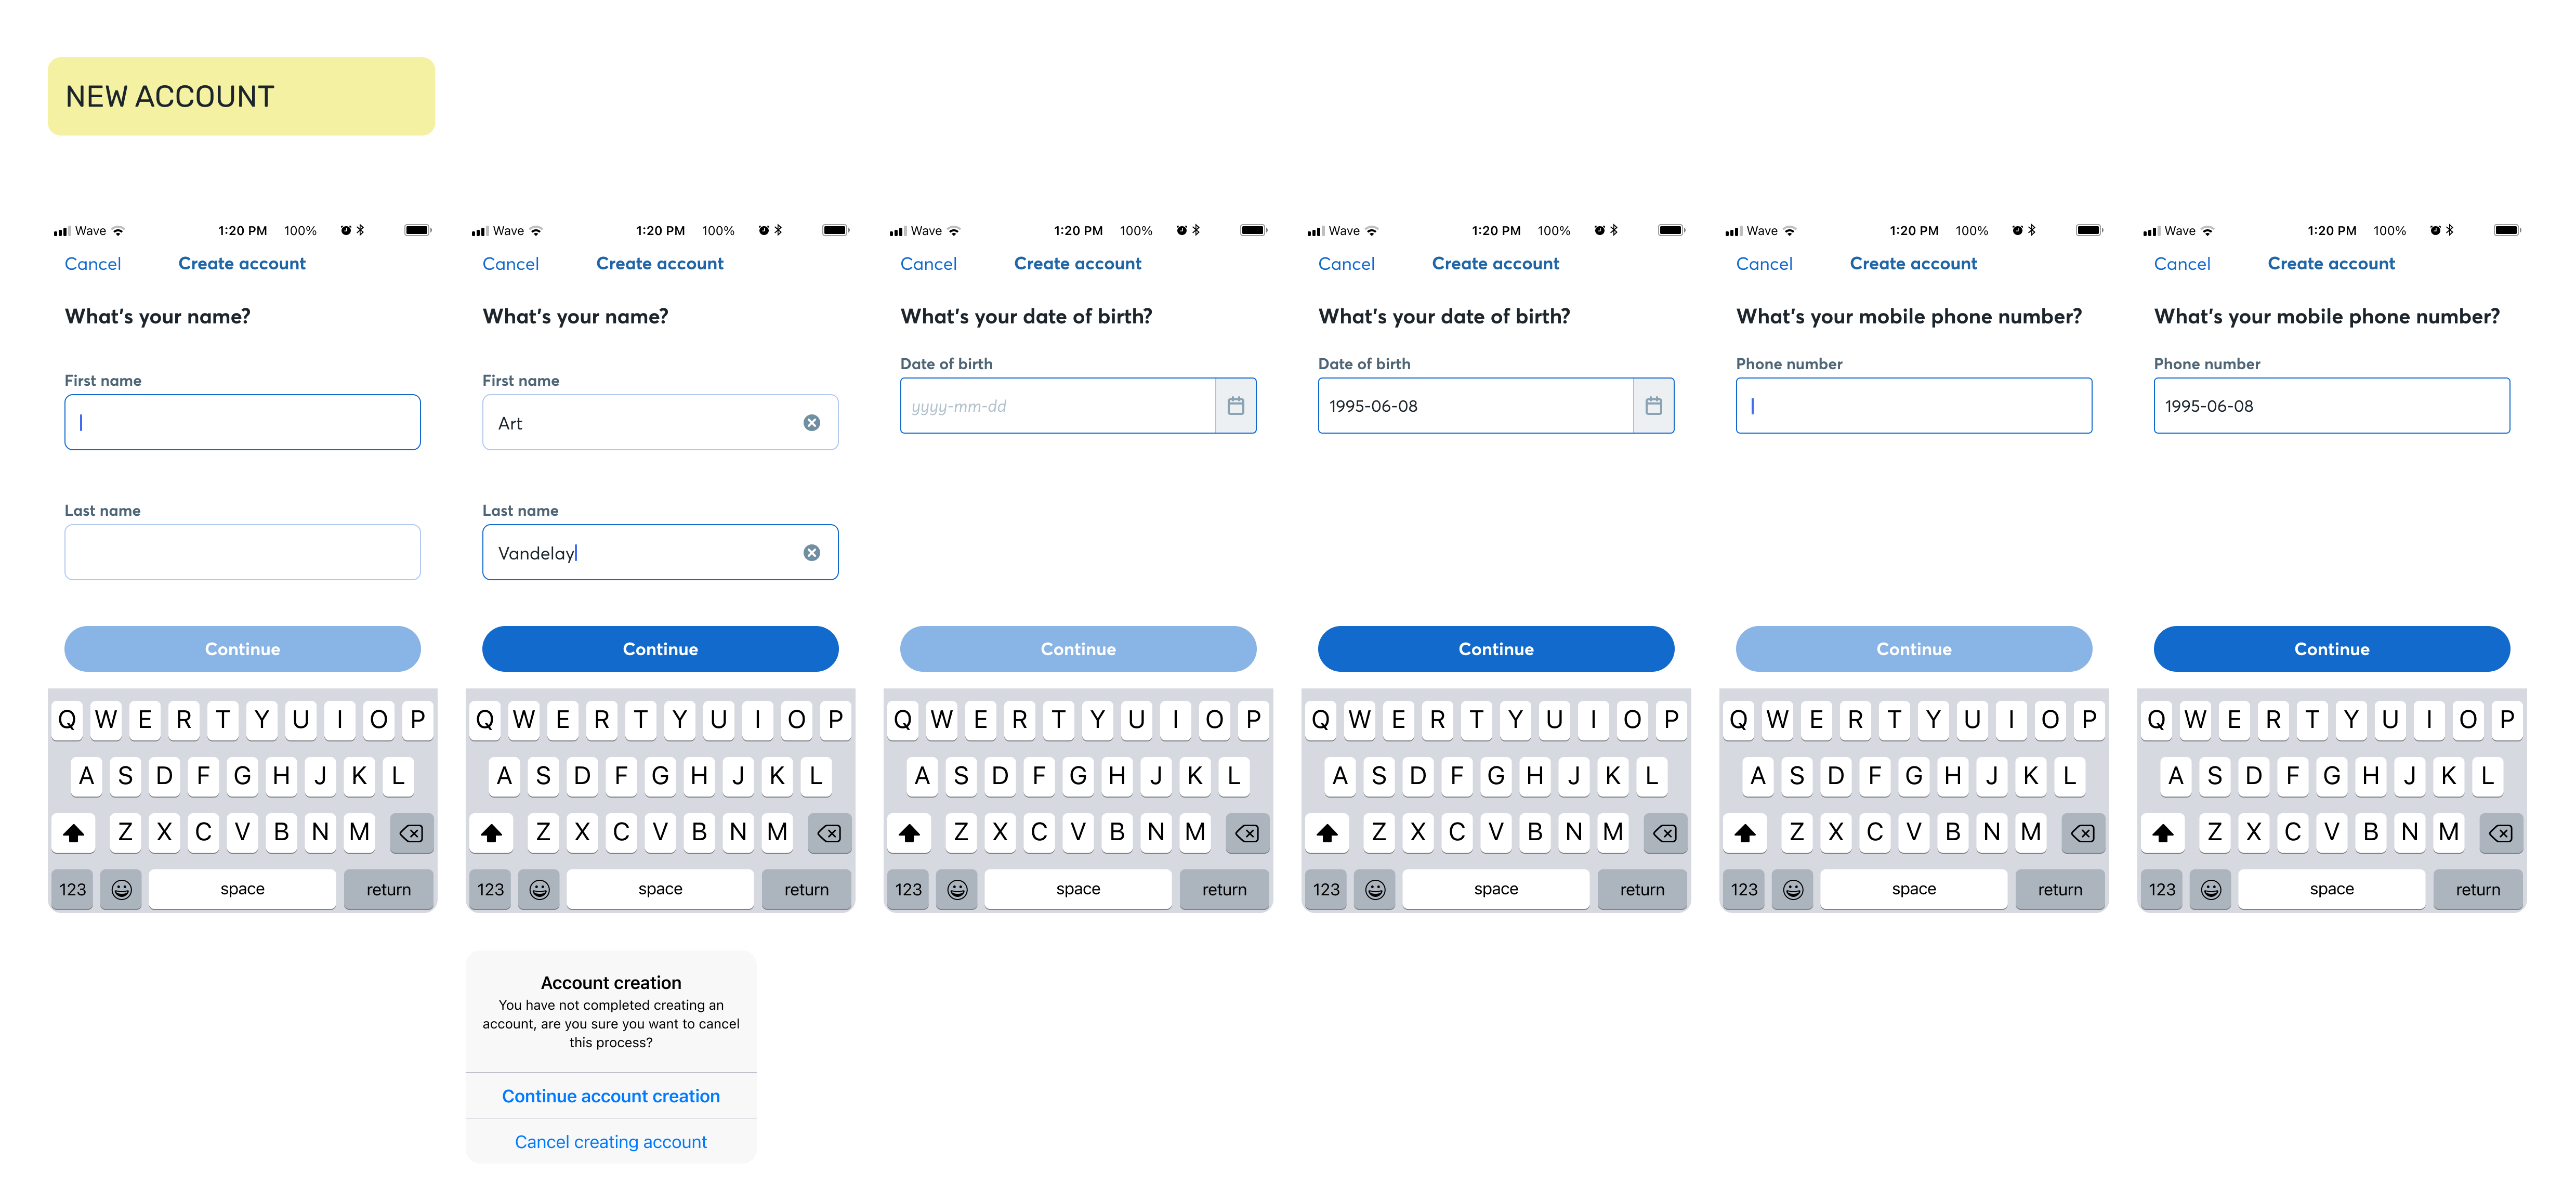 NEW ACCOUNT
Wave 1:20 PM 100%
Cancel Create account
What's your name?
First name
Last name
Continue
Q W E R T Y U I O P
A S D F G H J K L
Z X C V B N M
123 space return
Wave 1:20 PM 100%
Cancel Create account
What's your name?
First name
Art
Last name
Vandelay
Continue
Q W E R T Y U I O P
A S D F G H J K L
Z X C V B N M
123 space return
Account creation
You have not completed creating an
account, are you sure you want to cancel
this process?
Continue account creation
Cancel creating account
Wave 1:20 PM 100%
Cancel Create account
What's your date of birth?
Date of birth
yyyy-mm-dd
Continue
Q W E R T Y U I O P
A S D F G H J K L
Z X C V B N M
123 space return
Wave 1:20 PM 100%
Cancel Create account
What's your date of birth?
Date of birth
1995-06-08
Continue
Q W E R T Y U I O P
A S D F G H J K L
Z X C V B N M
123 space return
Wave 1:20 PM 100%
Cancel Create account
What's your mobile phone number?
Phone number
Continue
Q W E R T Y U I O P
A S D F G H J K L
Z X C V B N M
123 space return
Wave 1:20 PM 100%
Cancel Create account
What's your mobile phone number?
Phone number
1995-06-08
Continue
Q W E R T Y U I O P
A S D F G H J K L
Z X C V B N M
123 space return